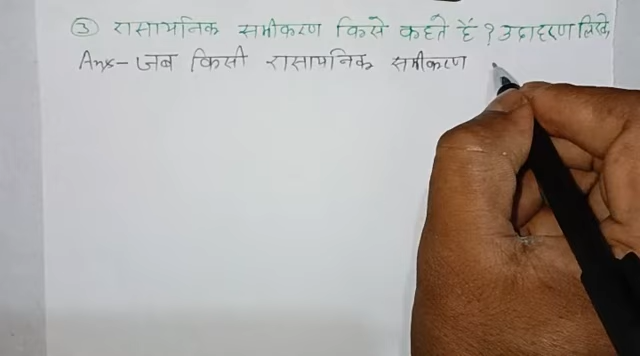 ③ रासायनिक समीकरण किसे कहते हैं ? उदाहरण लिखें
Ans- जब किसी रासायनिक समीकरण